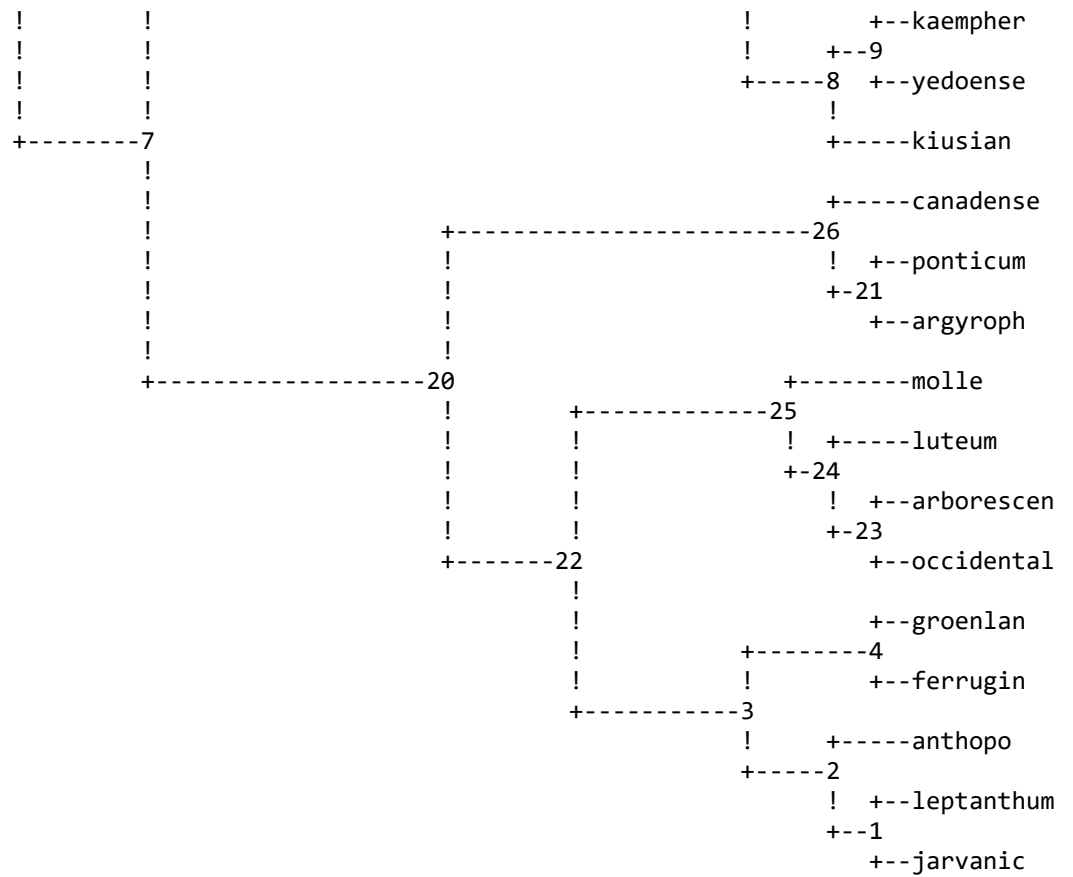 ! ! ! +--kaempher
! ! ! +--9
! ! +-----8 +--yedoense
! ! !
+--------7 +-----kiusian
!
! +-----canadense
! +-------------------------26
! ! ! +--ponticum
! ! +-21
! ! +--argyroph
! !
+-------------------20 +--------molle
! +-------------25
! ! ! +-----luteum
! ! +-24
! ! ! +--arborescen
! ! +-23
+-------22 +--occidental
!
! +--groenlan
! +--------4
! ! +--ferrugin
+-----------3
! +-----anthopo
+-----2
! +--leptanthum
+--1
+--jarvanic